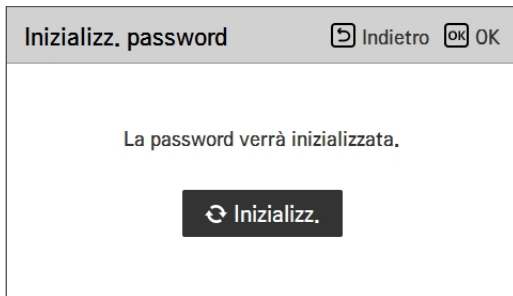 Inizializz. password
Indietro OK OK
La password verrà inizializzata.
Inizializz.